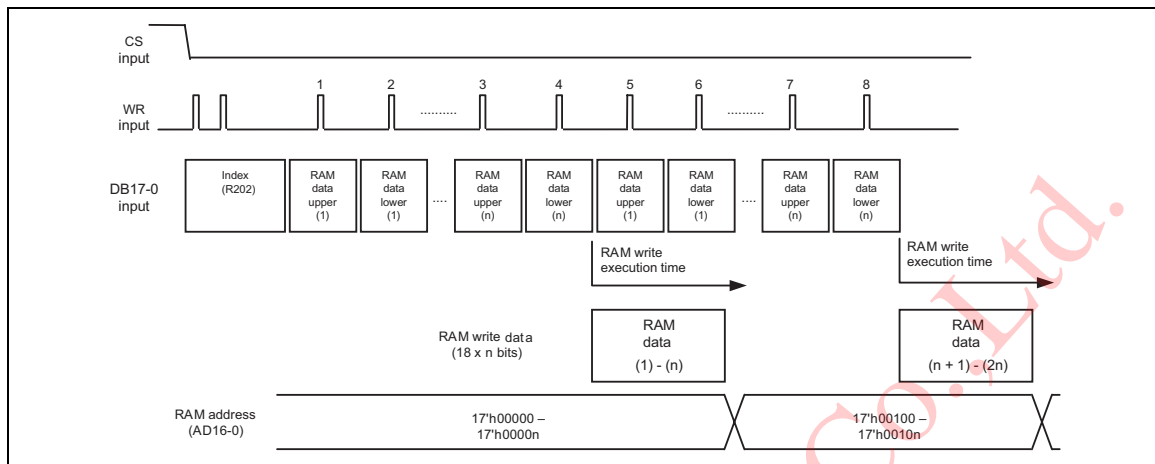 CS
input
1 2 3 4 5 6 7 8
WR
input
.......... ..........
DB17-0
input
Index
(R202)
RAM
data
upper
(1)
RAM
data
lower
(1)
....
RAM
data
upper
(n)
RAM
data
lower
(n)
RAM
data
upper
(1)
RAM
data
lower
(1)
....
RAM
data
upper
(n)
RAM
data
lower
(n)
RAM write
execution time
RAM write
execution time
RAM write data
(18 x n bits)
RAM
data
(1) - (n)
RAM
data
(n + 1) - (2n)
RAM address
(AD16-0)
17'h00000 –
17'h0000n
17'h00100 –
17'h0010n
Co.,Ltd.